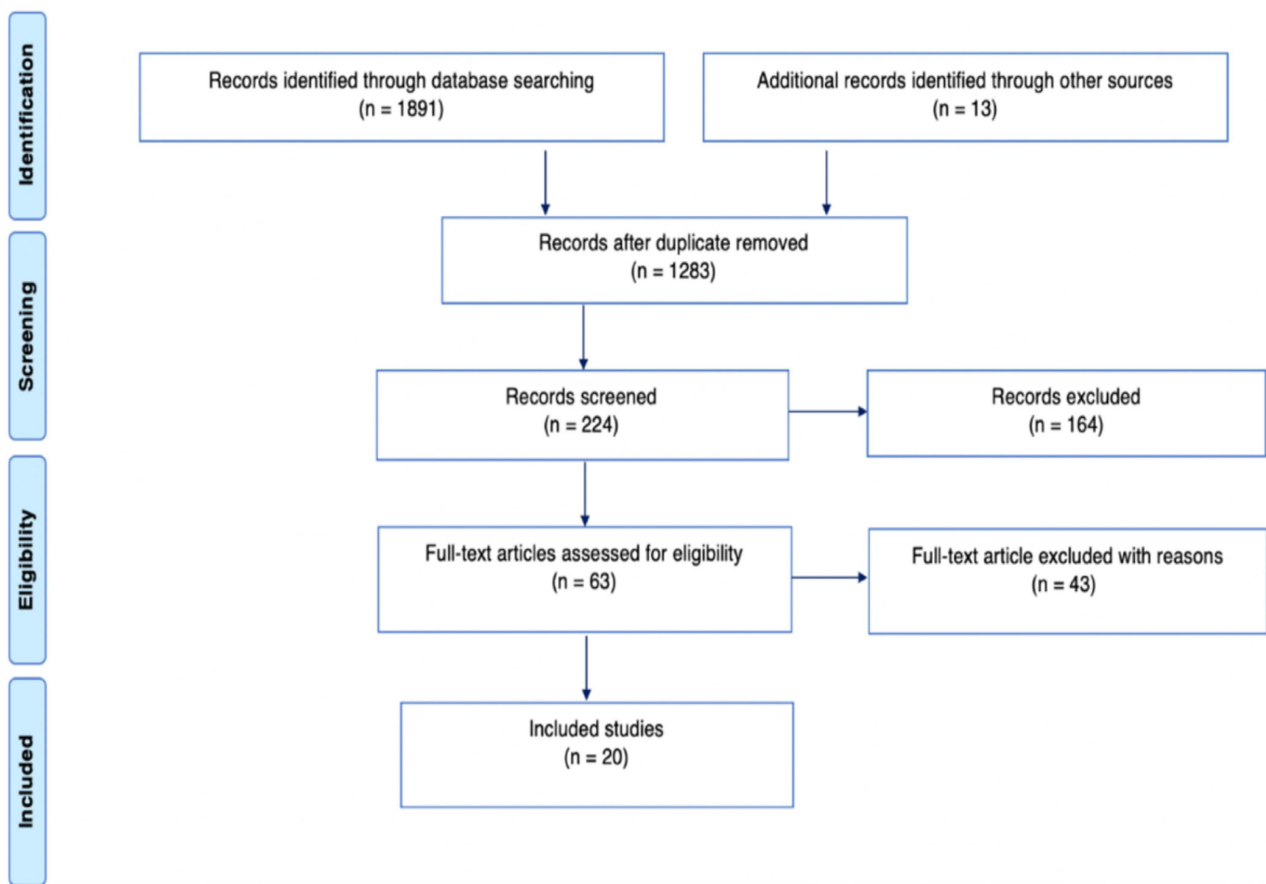 Identification
Records identified through database searching
(n = 1891)
Additional records identified through other sources
(n = 13)
Records after duplicate removed
(n = 1283)
Screening
Records screened
(n = 224)
Records excluded
(n = 164)
Eligibility
Full-text articles assessed for eligibility
(n = 63)
Full-text article excluded with reasons
(n = 43)
Included
Included studies
(n = 20)